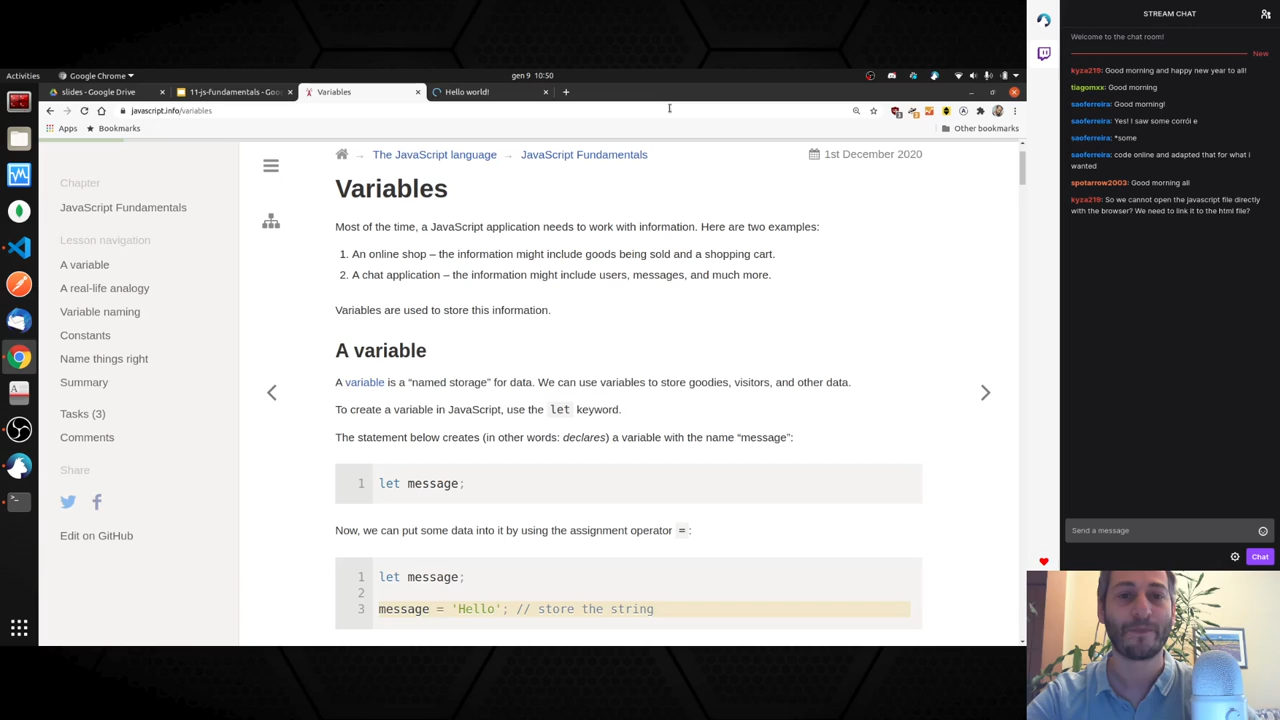 Activities
Google Chrome
gen 9 10:50
slides - Google Drive
11-js-fundamentals - Goo
Variables
Hello world!
javascript.info/variables
Apps
Bookmarks
Other bookmarks
Chapter
JavaScript Fundamentals
Lesson navigation
A variable
A real-life analogy
Variable naming
Constants
Name things right
Summary
Tasks (3)
Comments
Share
Edit on GitHub
The JavaScript language → JavaScript Fundamentals
1st December 2020
Variables
Most of the time, a JavaScript application needs to work with information. Here are two examples:
1. An online shop – the information might include goods being sold and a shopping cart.
2. A chat application – the information might include users, messages, and much more.
Variables are used to store this information.
A variable
A variable is a “named storage” for data. We can use variables to store goodies, visitors, and other data.
To create a variable in JavaScript, use the let keyword.
The statement below creates (in other words: declares) a variable with the name “message”:
1 let message;
Now, we can put some data into it by using the assignment operator =:
1 let message;
2
3 message = 'Hello'; // store the string
STREAM CHAT
Welcome to the chat room!
New
kyza219: Good morning and happy new year to all!
tiagomxx: Good morning
saoferreira: Good morning!
saoferreira: Yes! I saw some corrói e
saoferreira: *some
saoferreira: code online and adapted that for what i
wanted
spotarrow2003: Good morning all
kyza219: So we cannot open the javascript file directly
with the browser? We need to link it to the html file?
Send a message
Chat